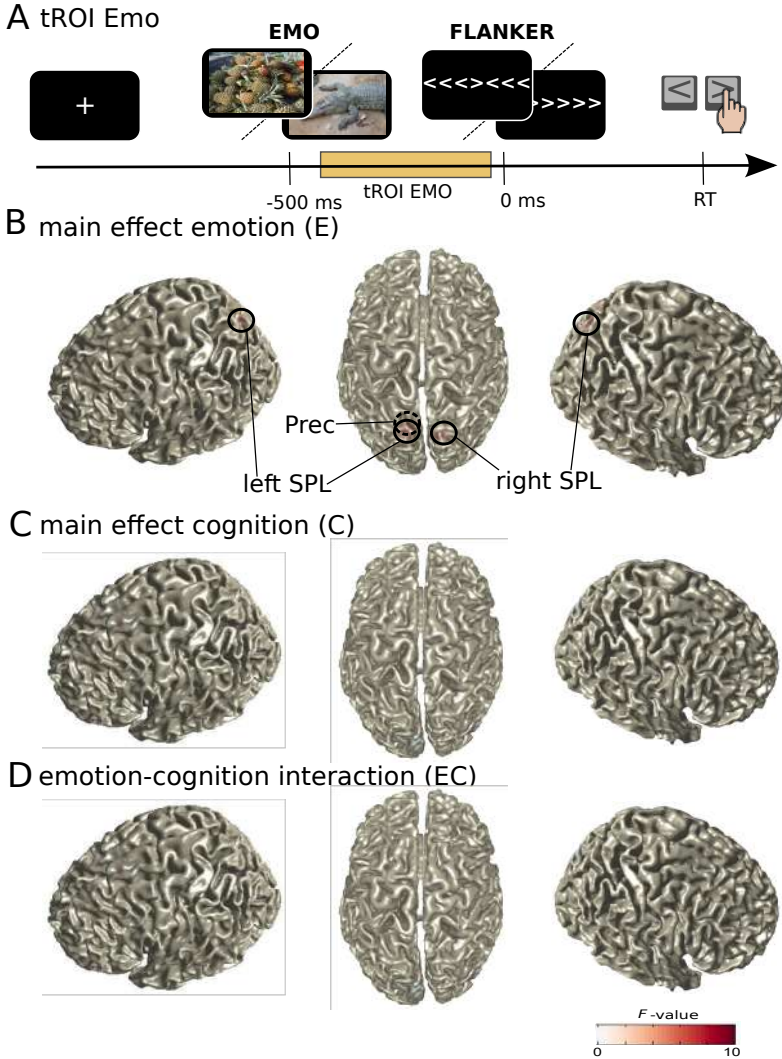 A tROI Emo
EMO
FLANKER
+
<<<><<<
>>>>>
< >
-500 ms
tROI EMO
0 ms
RT
B main effect emotion (E)
Prec
left SPL
right SPL
C main effect cognition (C)
D emotion-cognition interaction (EC)
F-value
0
10